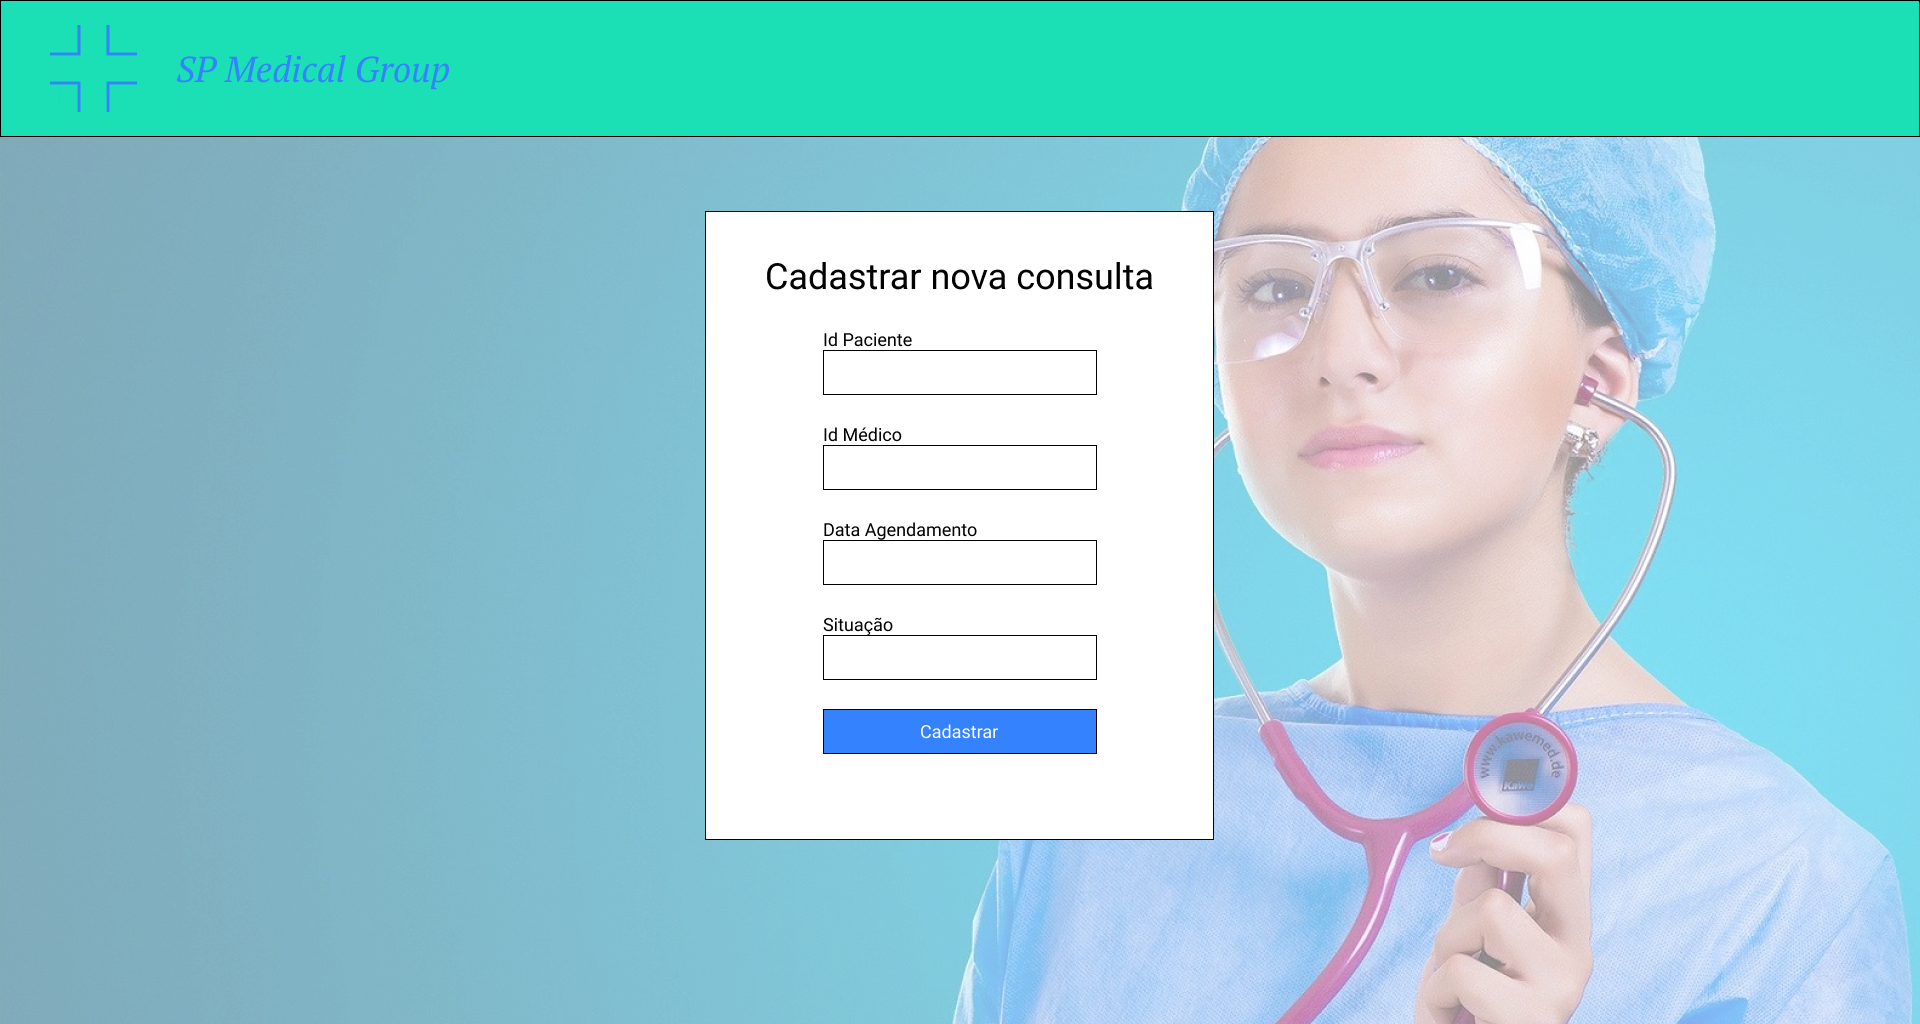 SP Medical Group
Cadastrar nova consulta
Id Paciente
Id Médico
Data Agendamento
Situação
Cadastrar
www.kawemed.de
KaWe